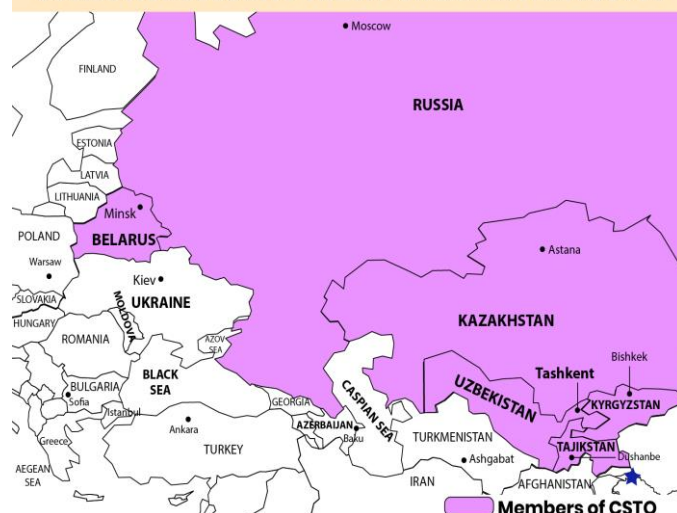 Moscow
FINLAND
RUSSIA
ESTONIA
LATVIA
LITHUANIA
Minsk
BELARUS
POLAND
Warsaw
Astana
Kiev
UKRAINE
SLOVAKIA
MOLDOVA
HUNGARY
KAZAKHSTAN
ROMANIA
AZOV
SEA
Bishkek
BLACK
SEA
Tashkent
CASPIAN SEA
UZBEKISTAN
BULGARIA
Sofia
GEORGIA
KYRGYZSTAN
Istanbul
Ankara
AZERBAIJAN
Baku
TURKMENISTAN
TAJIKSTAN
Greece
TURKEY
Dushanbe
Ashgabat
AEGEAN
SEA
IRAN
AFGHANISTAN
Members of CSTO